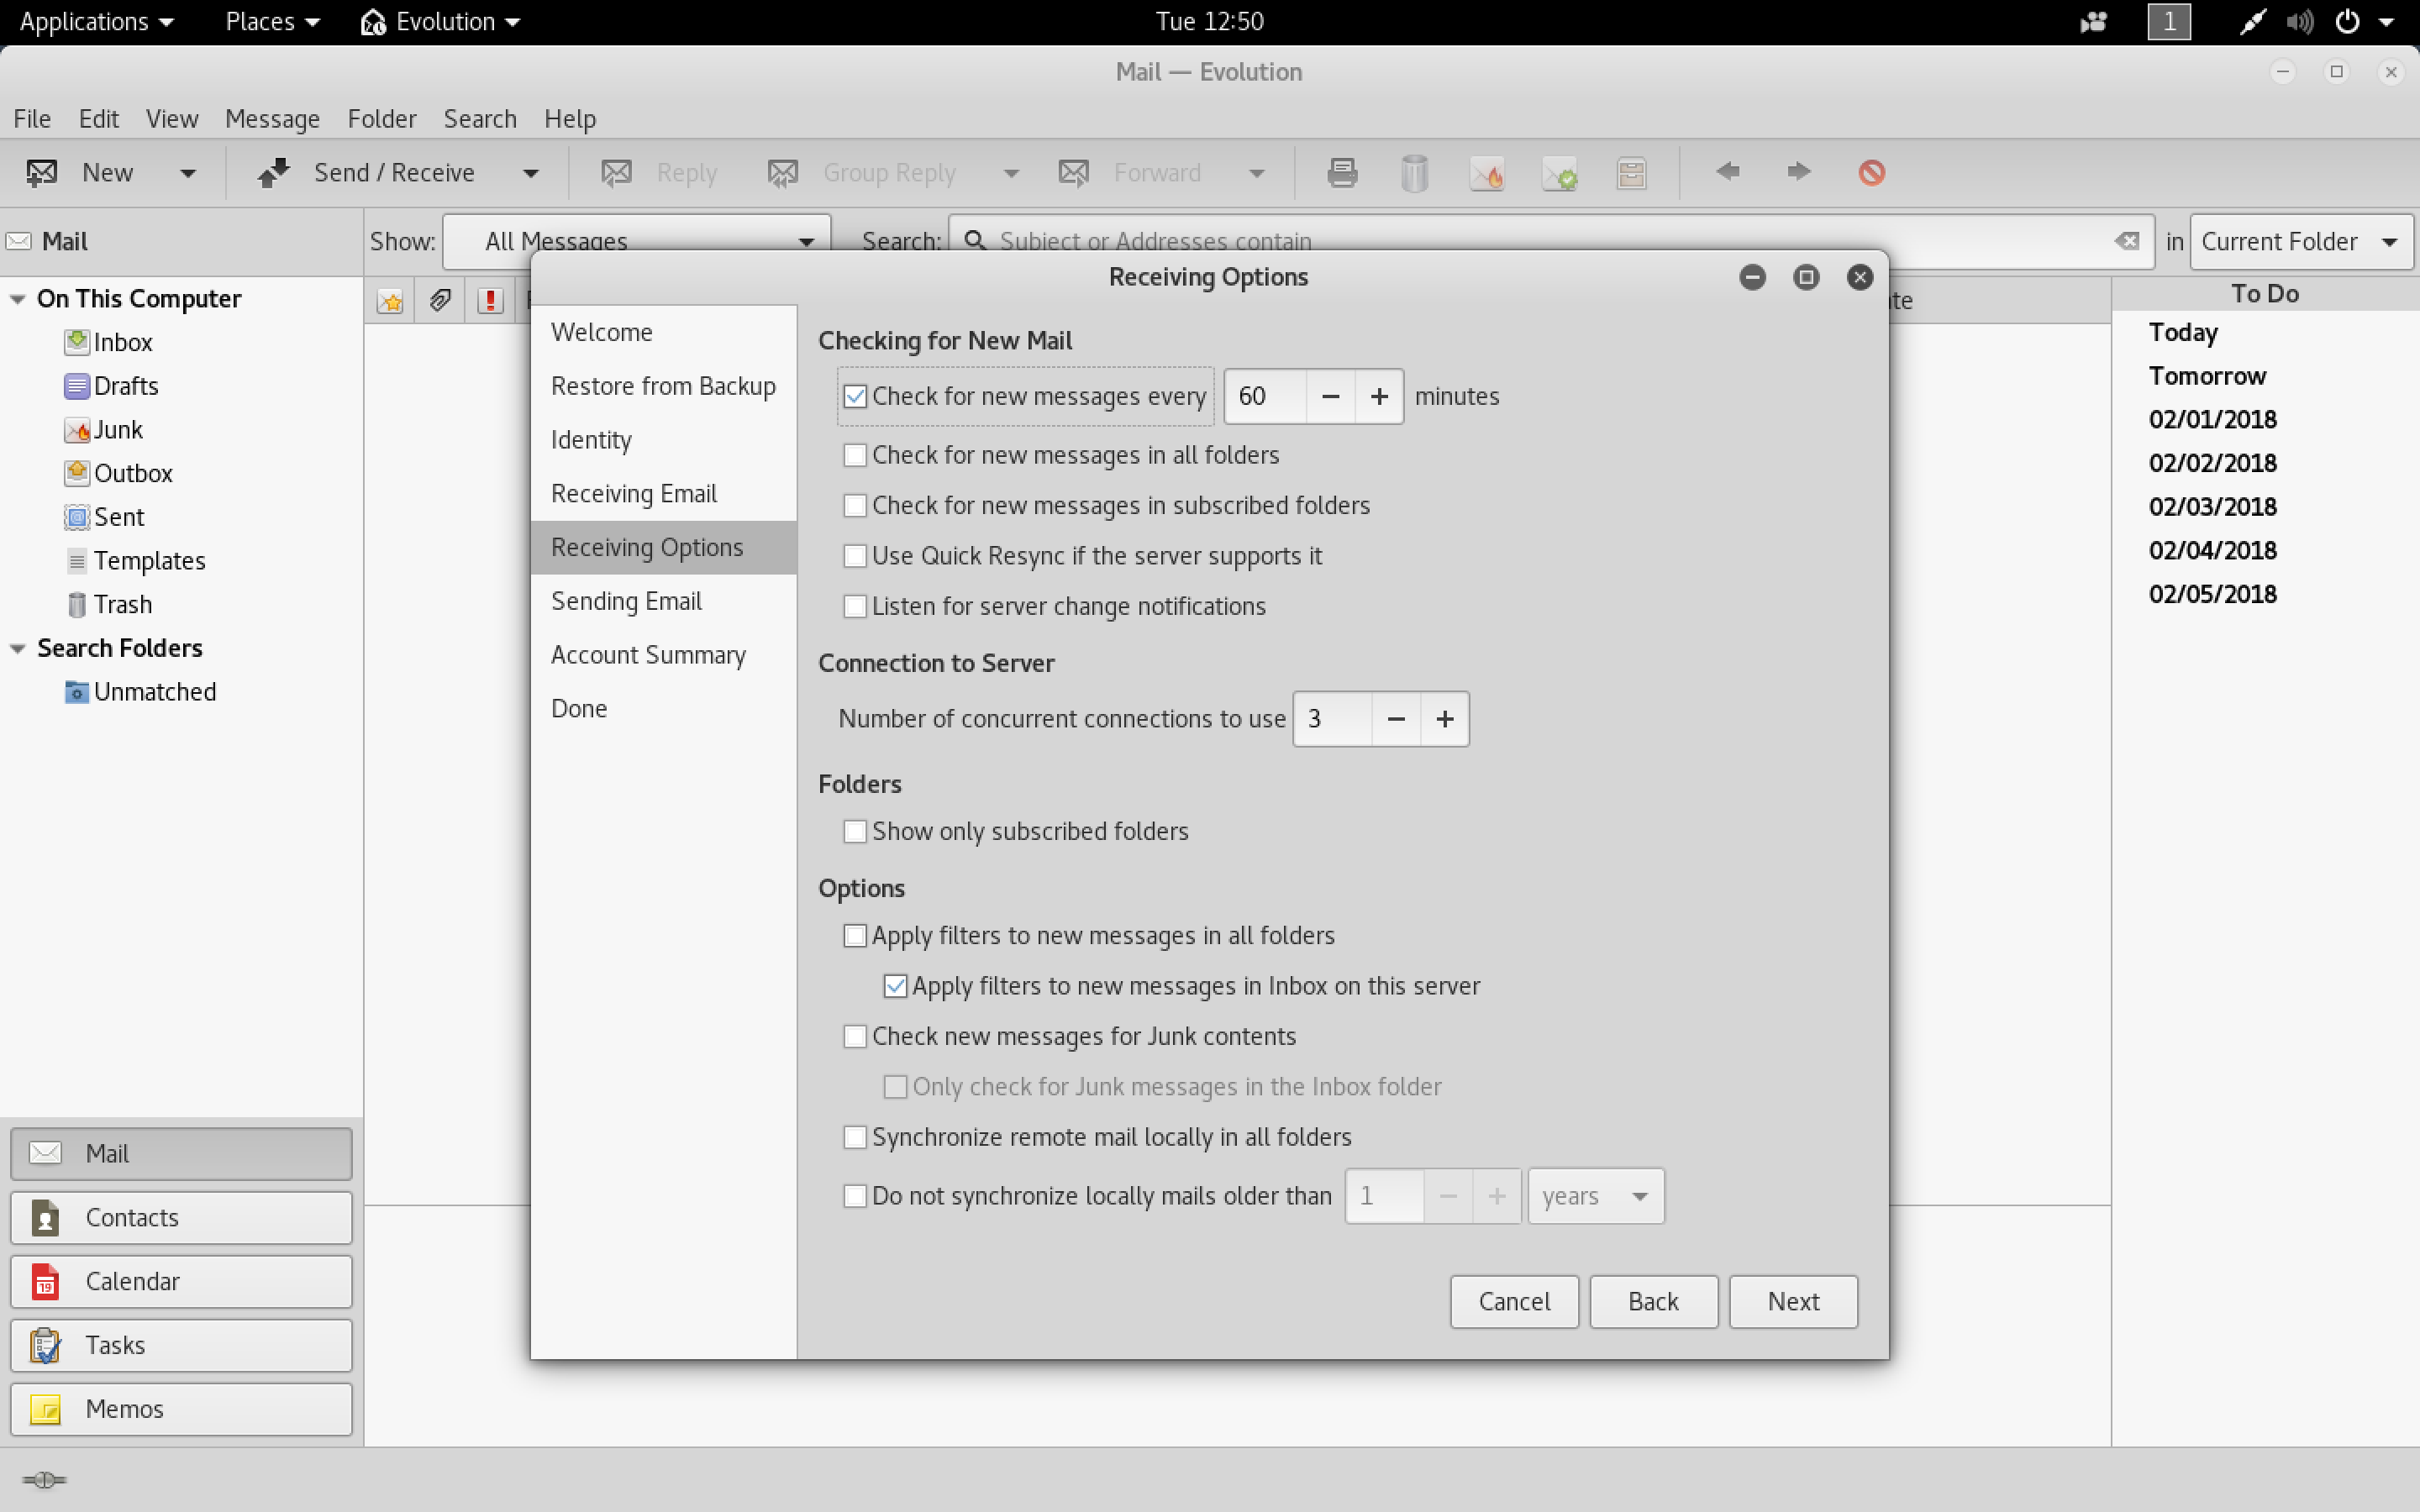 Applications Places Evolution Tue 12:50 1
Mail — Evolution
File Edit View Message Folder Search Help
New Send / Receive Reply Group Reply Forward
Mail Show: All Messages Search: Subject or Addresses contain in Current Folder
On This Computer
Inbox
Drafts
Junk
Outbox
Sent
Templates
Trash
Search Folders
Unmatched
Mail
Contacts
Calendar
Tasks
Memos
Receiving Options
Welcome
Restore from Backup
Identity
Receiving Email
Receiving Options
Sending Email
Account Summary
Done
Checking for New Mail
Check for new messages every 60 − + minutes
Check for new messages in all folders
Check for new messages in subscribed folders
Use Quick Resync if the server supports it
Listen for server change notifications
Connection to Server
Number of concurrent connections to use 3 − +
Folders
Show only subscribed folders
Options
Apply filters to new messages in all folders
Apply filters to new messages in Inbox on this server
Check new messages for Junk contents
Only check for Junk messages in the Inbox folder
Synchronize remote mail locally in all folders
Do not synchronize locally mails older than 1 − + years
Cancel Back Next
To Do
Today
Tomorrow
02/01/2018
02/02/2018
02/03/2018
02/04/2018
02/05/2018